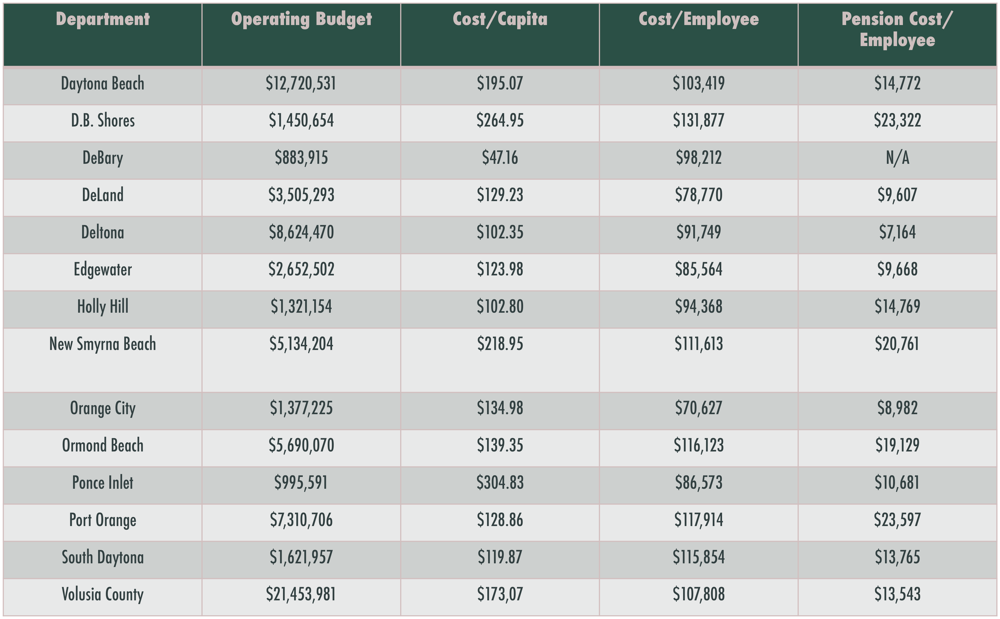 Department Operating Budget Cost/Capita Cost/Employee Pension Cost/
Employee
Daytona Beach $12,720,531 $195.07 $103,419 $14,772
D.B. Shores $1,450,654 $264.95 $131,877 $23,322
DeBary $883,915 $47.16 $98,212 N/A
DeLand $3,505,293 $129.23 $78,770 $9,607
Deltona $8,624,470 $102.35 $91,749 $7,164
Edgewater $2,652,502 $123.98 $85,564 $9,668
Holly Hill $1,321,154 $102.80 $94,368 $14,769
New Smyrna Beach $5,134,204 $218.95 $111,613 $20,761
Orange City $1,377,225 $134.98 $70,627 $8,982
Ormond Beach $5,690,070 $139.35 $116,123 $19,129
Ponce Inlet $995,591 $304.83 $86,573 $10,681
Port Orange $7,310,706 $128.86 $117,914 $23,597
South Daytona $1,621,957 $119.87 $115,854 $13,765
Volusia County $21,453,981 $173,07 $107,808 $13,543